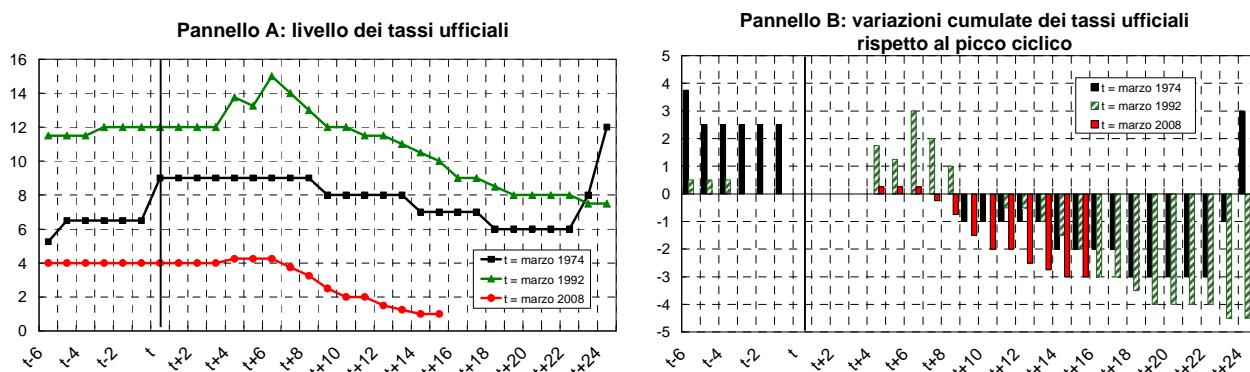 Pannello A: livello dei tassi ufficiali
16
14
12
10
8
6
4
2
0
t = marzo 1974
t = marzo 1992
t = marzo 2008
t-6
t-4
t-2
t
t+2
t+4
t+6
t+8
t+10
t+12
t+14
t+16
t+18
t+20
t+22
t+24
Pannello B: variazioni cumulate dei tassi ufficiali
rispetto al picco ciclico
5
4
3
2
1
0
-1
-2
-3
-4
-5
t = marzo 1974
t = marzo 1992
t = marzo 2008
t-6
t-4
t-2
t
t+2
t+4
t+6
t+8
t+10
t+12
t+14
t+16
t+18
t+20
t+22
t+24